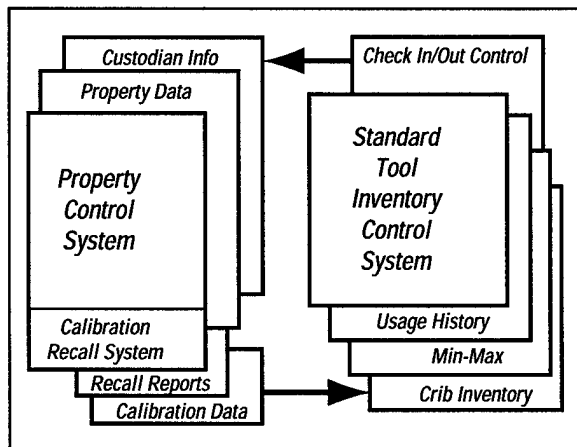 Custodian Info
Property Data
Property
Control
System
Calibration
Recall System
Recall Reports
Calibration Data
Check In/Out Control
Standard
Tool
Inventory
Control
System
Usage History
Min-Max
Crib Inventory